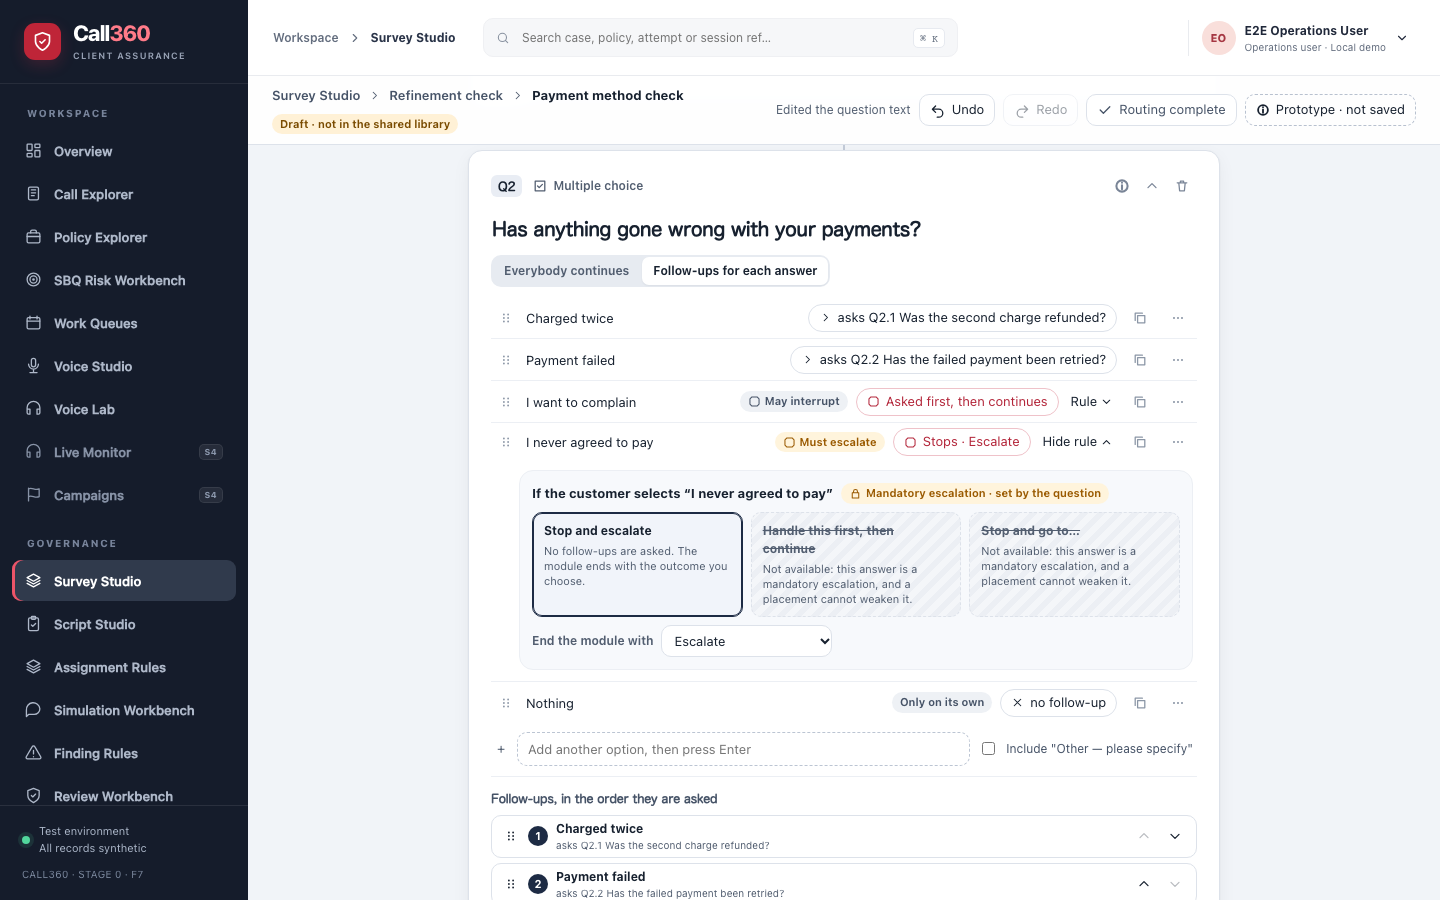 Call360
CLIENT ASSURANCE
WORKSPACE
Overview
Call Explorer
Policy Explorer
SBQ Risk Workbench
Work Queues
Voice Studio
Voice Lab
Live Monitor S4
Campaigns S4
GOVERNANCE
Survey Studio
Script Studio
Assignment Rules
Simulation Workbench
Finding Rules
Review Workbench
Test environment
All records synthetic
CALL360 · STAGE 0 · F7
Workspace > Survey Studio
Search case, policy, attempt or session ref... ⌘ K
EO
E2E Operations User
Operations user · Local demo
Survey Studio > Refinement check > Payment method check
Draft · not in the shared library
Edited the question text Undo Redo Routing complete Prototype · not saved
Q2 Multiple choice
Has anything gone wrong with your payments?
Everybody continues Follow-ups for each answer
Charged twice asks Q2.1 Was the second charge refunded?
Payment failed asks Q2.2 Has the failed payment been retried?
I want to complain May interrupt Asked first, then continues Rule
I never agreed to pay Must escalate Stops · Escalate Hide rule
If the customer selects “I never agreed to pay” Mandatory escalation · set by the question
Stop and escalate
No follow-ups are asked. The
module ends with the outcome you
choose.
Handle this first, then
continue
Not available: this answer is a
mandatory escalation, and a
placement cannot weaken it.
Stop and go to...
Not available: this answer is a
mandatory escalation, and a
placement cannot weaken it.
End the module with Escalate
Nothing Only on its own × no follow-up
+ Add another option, then press Enter Include "Other — please specify"
Follow-ups, in the order they are asked
1 Charged twice
asks Q2.1 Was the second charge refunded?
2 Payment failed
asks Q2.2 Has the failed payment been retried?